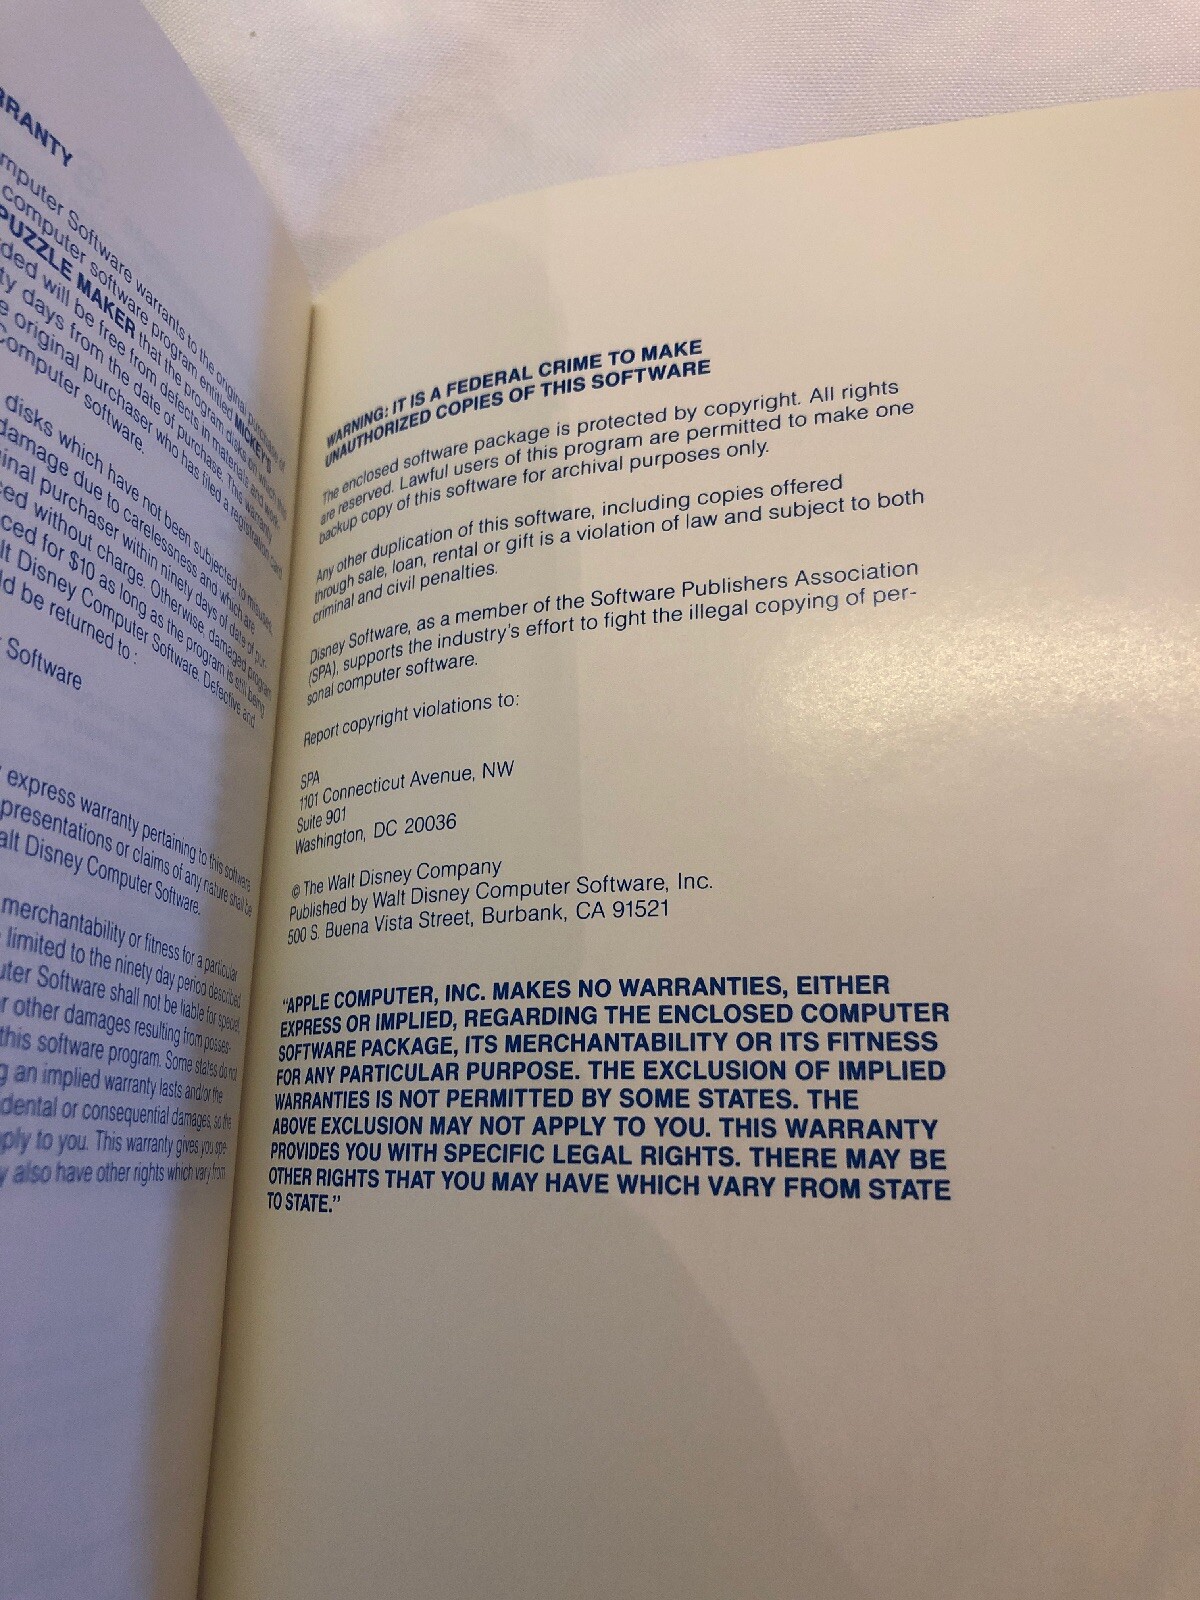 RRANTY
mputer Software warrants to the original purchaser of
computer software program entitled MICKEY'S
PUZZLE MAKER that the program disks on which this
ded will be free from defects in materials and work-
ty days from the date of purchase. This warranty
e original purchaser who has filed a registration card
Computer software.
disks which have not been subjected to misuse,
damage due to carelessness and which are
inal purchaser within ninety days of date of pur-
ced without charge. Otherwise, damaged program
ced for $10 as long as the program is still being
lt Disney Computer Software. Defective and
ld be returned to :
Software
express warranty pertaining to this software
presentations or claims of any nature shall be
alt Disney Computer Software.
merchantability or fitness for a particular
limited to the ninety day period described
uter Software shall not be liable for special,
r other damages resulting from posses-
this software program. Some states do not
g an implied warranty lasts and/or the
dental or consequential damages, so the
ply to you. This warranty gives you spe-
y also have other rights which vary from
WARNING: IT IS A FEDERAL CRIME TO MAKE
UNAUTHORIZED COPIES OF THIS SOFTWARE
The enclosed software package is protected by copyright. All rights
are reserved. Lawful users of this program are permitted to make one
backup copy of this software for archival purposes only.
Any other duplication of this software, including copies offered
through sale, loan, rental or gift is a violation of law and subject to both
criminal and civil penalties.
Disney Software, as a member of the Software Publishers Association
(SPA), supports the industry's effort to fight the illegal copying of per-
sonal computer software.
Report copyright violations to:
SPA
1101 Connecticut Avenue, NW
Suite 901
Washington, DC 20036
© The Walt Disney Company
Published by Walt Disney Computer Software, Inc.
500 S. Buena Vista Street, Burbank, CA 91521
“APPLE COMPUTER, INC. MAKES NO WARRANTIES, EITHER
EXPRESS OR IMPLIED, REGARDING THE ENCLOSED COMPUTER
SOFTWARE PACKAGE, ITS MERCHANTABILITY OR ITS FITNESS
FOR ANY PARTICULAR PURPOSE. THE EXCLUSION OF IMPLIED
WARRANTIES IS NOT PERMITTED BY SOME STATES. THE
ABOVE EXCLUSION MAY NOT APPLY TO YOU. THIS WARRANTY
PROVIDES YOU WITH SPECIFIC LEGAL RIGHTS. THERE MAY BE
OTHER RIGHTS THAT YOU MAY HAVE WHICH VARY FROM STATE
TO STATE.”